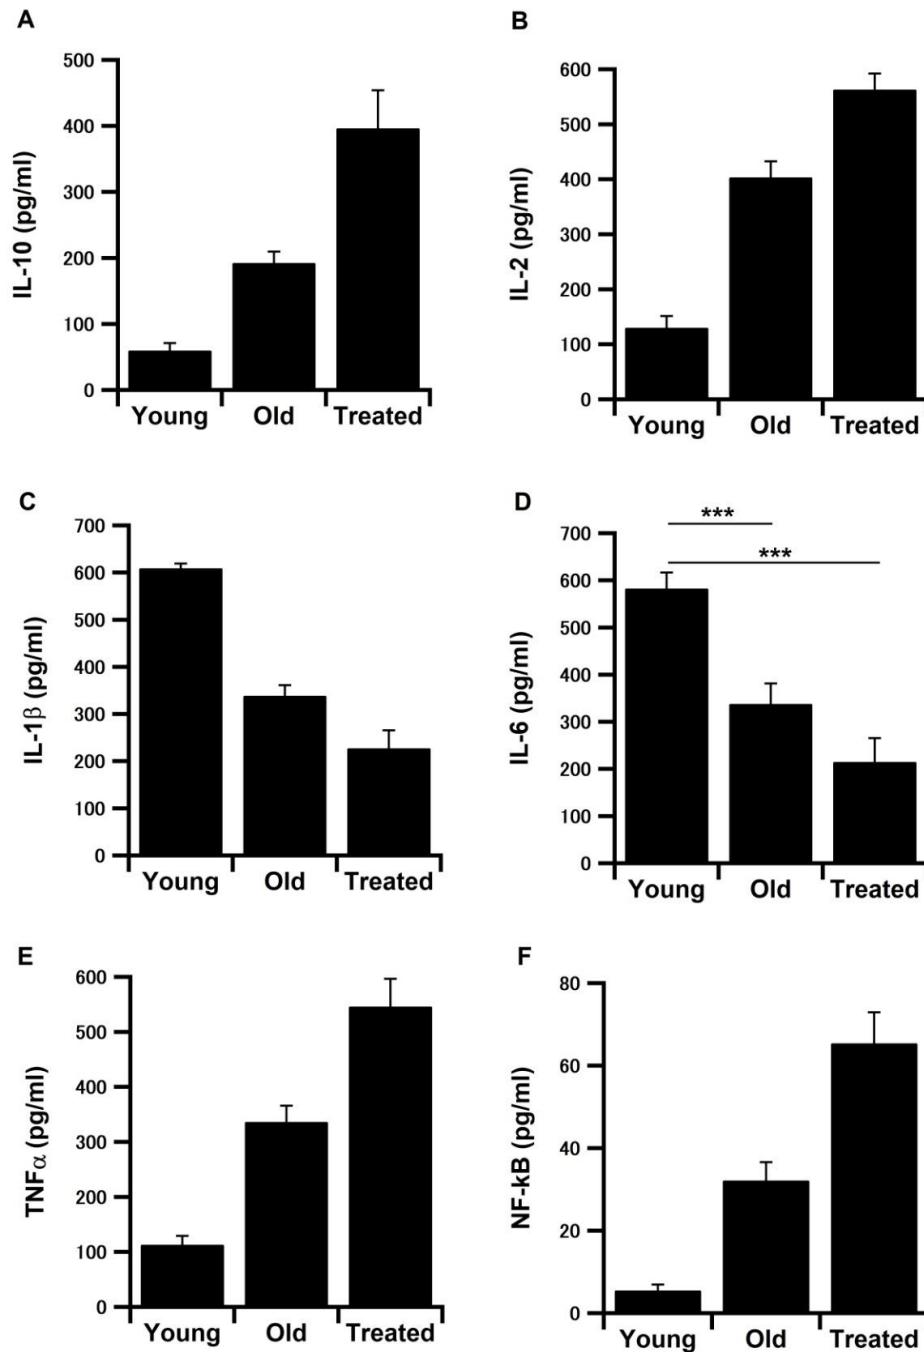 A
IL-10 (pg/ml)
500
400
300
200
100
0
Young Old Treated
B
IL-2 (pg/ml)
600
500
400
300
200
100
0
Young Old Treated
C
IL-1β (pg/ml)
700
600
500
400
300
200
100
0
Young Old Treated
D
IL-6 (pg/ml)
700
600
500
400
300
200
100
0
***
***
Young Old Treated
E
TNFα (pg/ml)
600
500
400
300
200
100
0
Young Old Treated
F
NF-kB (pg/ml)
80
60
40
20
0
Young Old Treated